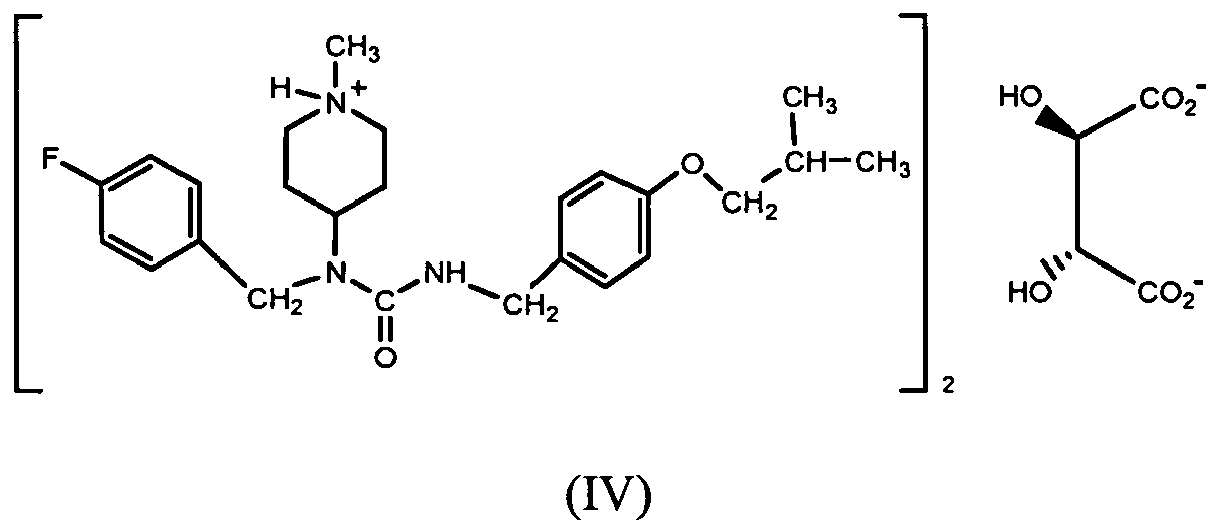 CH₃
H N +
F
CH₃
O CH CH₃
CH₂
N NH
CH₂ C CH₂
O
2
HO CO₂⁻
HO CO₂⁻
(IV)